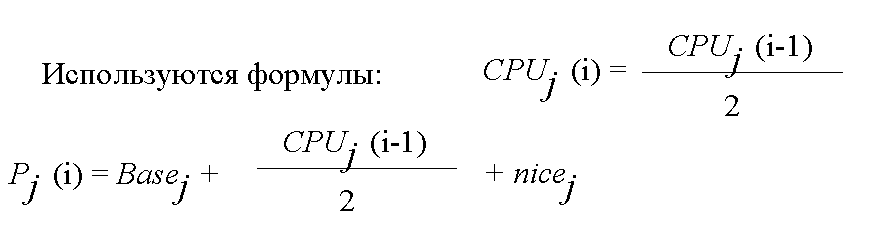 Используются формулы: CPUj (i) = CPUj (i-1) / 2
Pj (i) = Basej + CPUj (i-1) / 2 + nicej